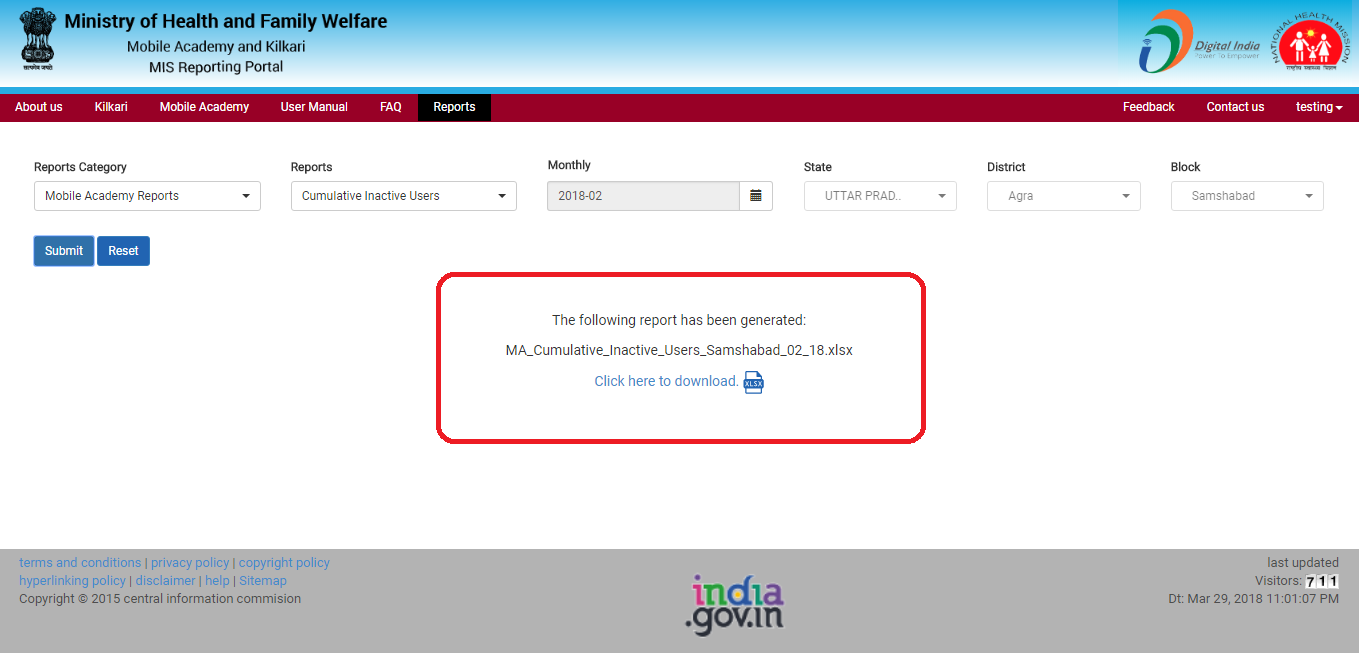 Ministry of Health and Family Welfare
Mobile Academy and Kilkari
MIS Reporting Portal
सत्यमेव जयते
Digital India
Power To Empower
NATIONAL HEALTH MISSION
राष्ट्रीय स्वास्थ्य मिशन
About us Kilkari Mobile Academy User Manual FAQ Reports Feedback Contact us testing
Reports Category Reports Monthly State District Block
Mobile Academy Reports Cumulative Inactive Users 2018-02 UTTAR PRAD.. Agra Samshabad
Submit Reset
The following report has been generated:
MA_Cumulative_Inactive_Users_Samshabad_02_18.xlsx
Click here to download. XLSX
terms and conditions | privacy policy | copyright policy
hyperlinking policy | disclaimer | help | Sitemap
Copyright © 2015 central information commision
india
.gov.in
last updated
Visitors: 711
Dt: Mar 29, 2018 11:01:07 PM